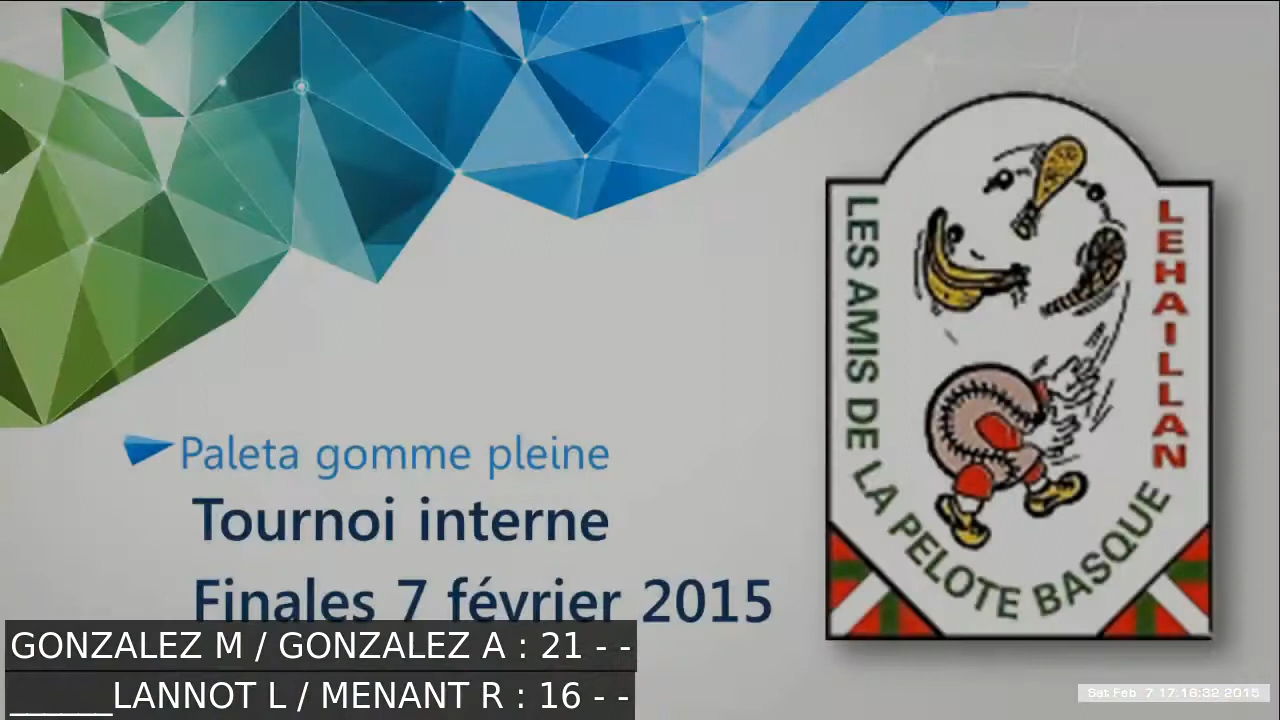 Paleta gomme pleine
Tournoi interne
Finales 7 février 2015
LES AMIS DE LA PELOTE BASQUE
LEHAILLAN
GONZALEZ M / GONZALEZ A : 21 - -
______LANNOT L / MENANT R : 16 - -
Sat Feb 7 17:16:32 2015